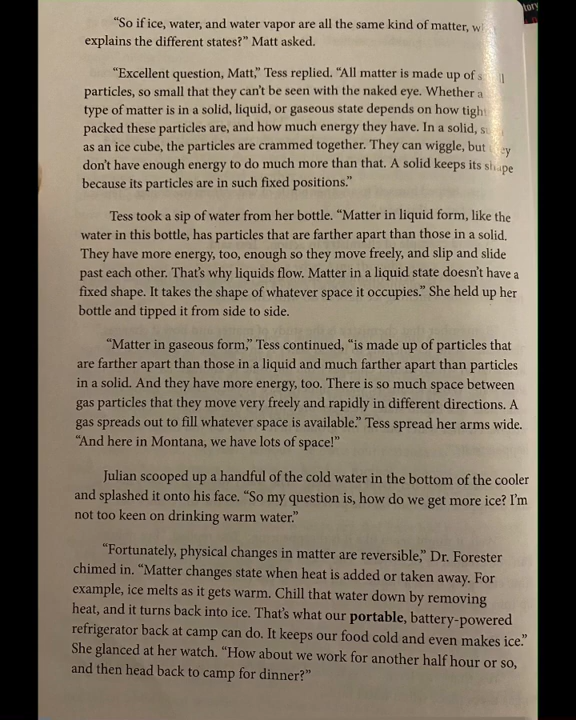 "So if ice, water, and water vapor are all the same kind of matter,
explains the different states?" Matt asked.
"Excellent question, Matt," Tess replied. "All matter is made up of
particles, so small that they can't be seen with the naked eye. Whether a
type of matter is in a solid, liquid, or gaseous state depends on how
packed these particles are, and how much energy they have. In a solid,
as an ice cube, the particles are crammed together. They can wiggle, but
don't have enough energy to do much more than that. A solid keeps its shape
because its particles are in such fixed positions."
Tess took a sip of water from her bottle. "Matter in liquid form, like the
water in this bottle, has particles that are farther apart than those in a solid.
They have more energy, too, enough so they move freely, and slip and slide
past each other. That's why liquids flow. Matter in a liquid state doesn't have a
fixed shape. It takes the shape of whatever space it occupies." She held up her
bottle and tipped it from side to side.
"Matter in gaseous form," Tess continued, "is made up of particles that
are farther apart than those in a liquid and much farther apart than particles
in a solid. And they have more energy, too. There is so much space between
gas particles that they move very freely and rapidly in different directions. A
gas spreads out to fill whatever space is available." Tess spread her arms wide.
"And here in Montana, we have lots of space!"
Julian scooped up a handful of the cold water in the bottom of the cooler
and splashed it onto his face. "So my question is, how do we get more ice? I'm
not too keen on drinking warm water."
"Fortunately, physical changes in matter are reversible," Dr. Forester
chimed in. "Matter changes state when heat is added or taken away. For
example, ice melts as it gets warm. Chill that water down by removing
heat, and it turns back into ice. That's what our portable, battery-powered
refrigerator back at camp can do. It keeps our food cold and even makes ice."
She glanced at her watch. "How about we work for another half hour or so,
and then head back to camp for dinner?"